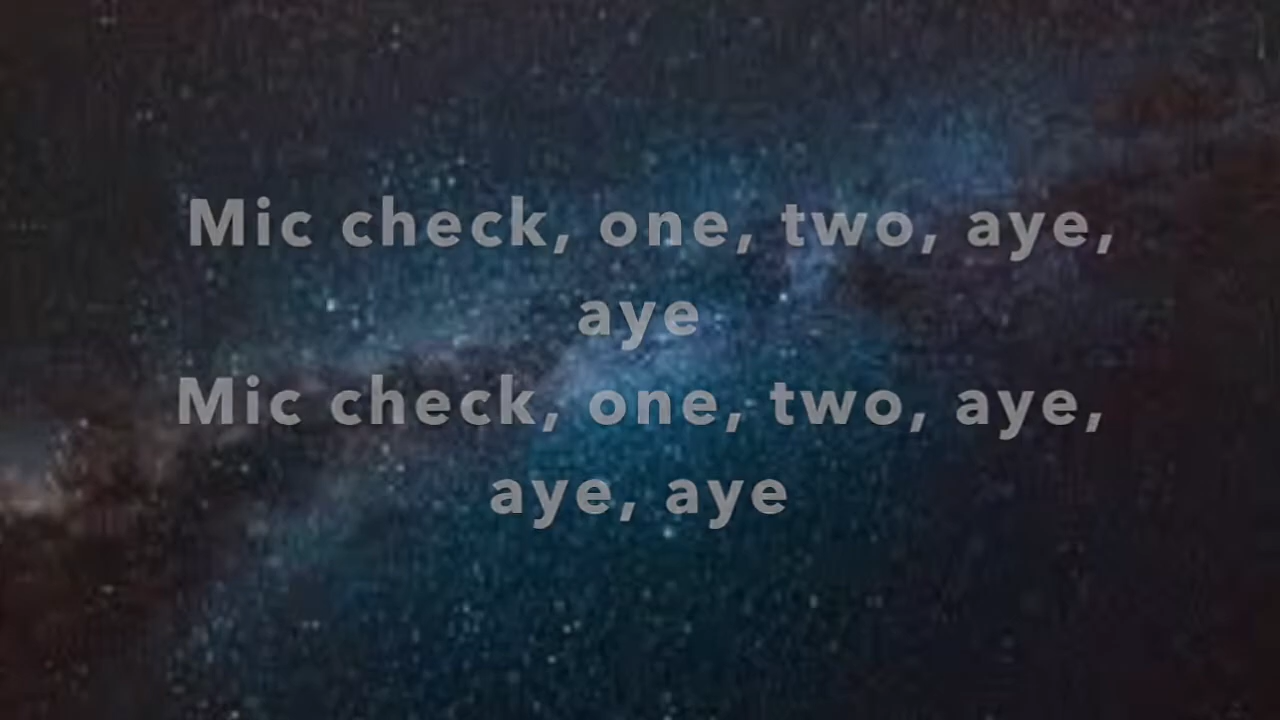 Mic check, one, two, aye,
aye
Mic check, one, two, aye,
aye, aye